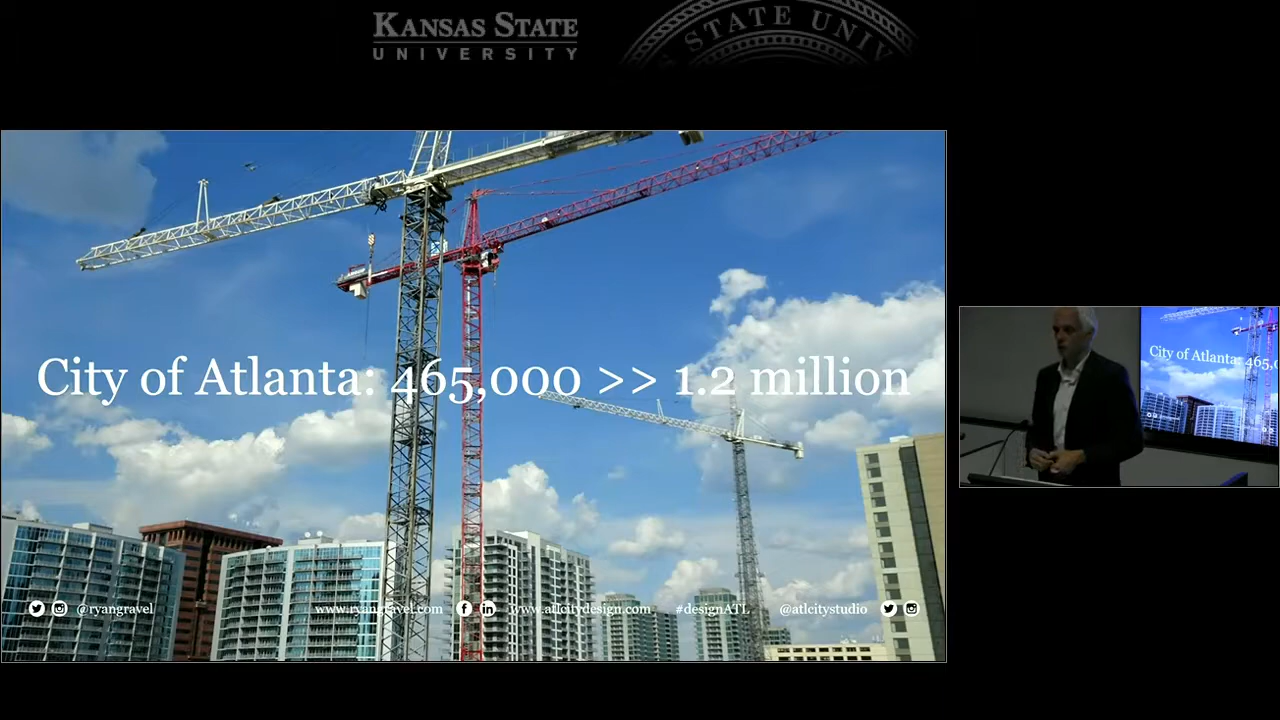 KANSAS STATE
UNIVERSITY
STATE UNIV
City of Atlanta: 465,000 >> 1.2 million
@ryangravel
www.ryangravel.com
www.atlcitydesign.com
#designATL
@atlcitystudio
City of Atlanta: 465,0